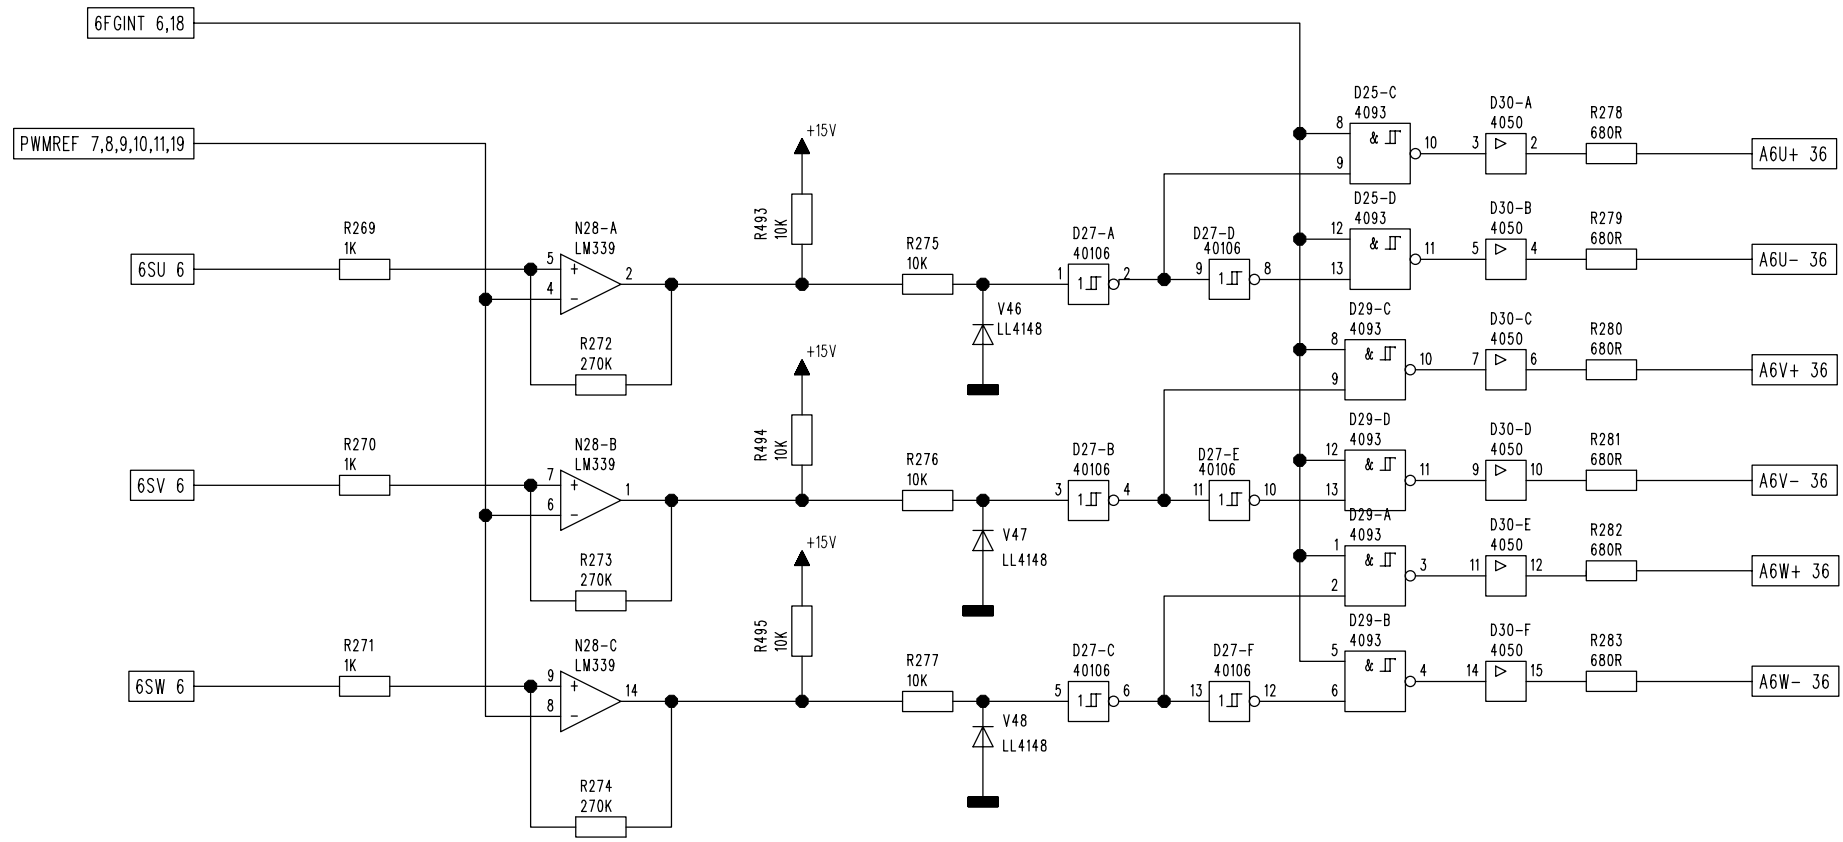 6FGINT 6,18
PWMREF 7,8,9,10,11,19
6SU 6
R269
1K
N28-A
LM339
5
+
4
−
2
R272
270K
+15V
R493
10K
R275
10K
V46
LL4148
D27-A
40106
1
1
2
D27-D
40106
9
1
8
D25-C
4093
8
&
9
10
D30-A
4050
3
2
R278
680R
A6U+ 36
D25-D
4093
12
&
13
11
D30-B
4050
5
4
R279
680R
A6U- 36
D29-C
4093
8
&
9
10
D30-C
4050
7
6
R280
680R
A6V+ 36
6SV 6
R270
1K
N28-B
LM339
7
+
6
−
1
R273
270K
+15V
R494
10K
R276
10K
V47
LL4148
D27-B
40106
3
1
4
D27-E
40106
11
1
10
D29-D
4093
12
&
13
11
D30-D
4050
9
10
R281
680R
A6V- 36
D29-A
4093
1
&
2
3
D30-E
4050
11
12
R282
680R
A6W+ 36
6SW 6
R271
1K
N28-C
LM339
9
+
8
−
14
R274
270K
+15V
R495
10K
R277
10K
V48
LL4148
D27-C
40106
5
1
6
D27-F
40106
13
1
12
D29-B
4093
5
&
6
4
D30-F
4050
14
15
R283
680R
A6W- 36